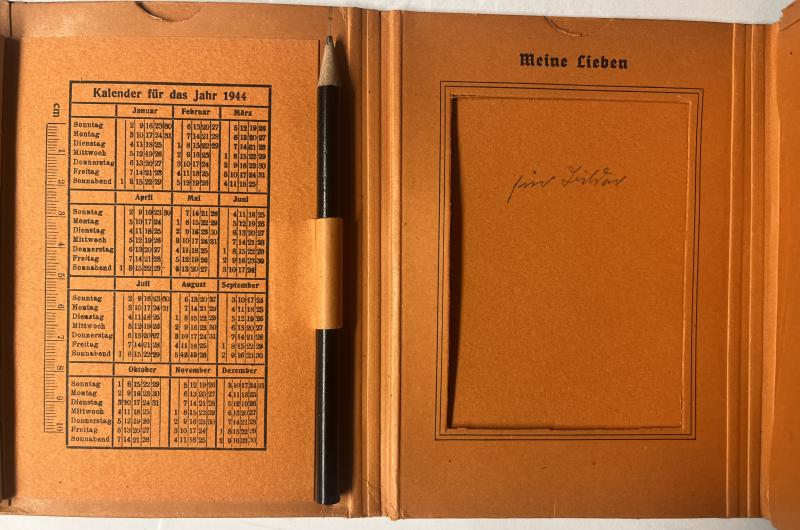 Kalender für das Jahr 1944
Januar Februar März
Sonntag 2 9 16 23 30 6 13 20 27 5 12 19 26
Montag 3 10 17 24 31 7 14 21 28 6 13 20 27
Dienstag 4 11 18 25 1 8 15 22 29 7 14 21 28
Mittwoch 5 12 19 26 2 9 16 23 1 8 15 22 29
Donnerstag 6 13 20 27 3 10 17 24 2 9 16 23 30
Freitag 7 14 21 28 4 11 18 25 3 10 17 24 31
Sonnabend 1 8 15 22 29 5 12 19 26 4 11 18 25
April Mai Juni
Sonntag 2 9 16 23 30 7 14 21 28 4 11 18 25
Montag 3 10 17 24 1 8 15 22 29 5 12 19 26
Dienstag 4 11 18 25 2 9 16 23 30 6 13 20 27
Mittwoch 5 12 19 26 3 10 17 24 31 7 14 21 28
Donnerstag 6 13 20 27 4 11 18 25 1 8 15 22 29
Freitag 7 14 21 28 5 12 19 26 2 9 16 23 30
Sonnabend 1 8 15 22 29 6 13 20 27 3 10 17 24
Juli August September
Sonntag 2 9 16 23 30 6 13 20 27 3 10 17 24
Montag 3 10 17 24 31 7 14 21 28 4 11 18 25
Dienstag 4 11 18 25 1 8 15 22 29 5 12 19 26
Mittwoch 5 12 19 26 2 9 16 23 30 6 13 20 27
Donnerstag 6 13 20 27 3 10 17 24 31 7 14 21 28
Freitag 7 14 21 28 4 11 18 25 1 8 15 22 29
Sonnabend 1 8 15 22 29 5 12 19 26 2 9 16 23 30
Oktober November Dezember
Sonntag 1 8 15 22 29 5 12 19 26 3 10 17 24 31
Montag 2 9 16 23 30 6 13 20 27 4 11 18 25
Dienstag 3 10 17 24 31 7 14 21 28 5 12 19 26
Mittwoch 4 11 18 25 1 8 15 22 29 6 13 20 27
Donnerstag 5 12 19 26 2 9 16 23 30 7 14 21 28
Freitag 6 13 20 27 3 10 17 24 1 8 15 22 29
Sonnabend 7 14 21 28 4 11 18 25 2 9 16 23 30
cm 1 2 3 4 5 6 7 8 9 10
Meine Lieben
für Bilder